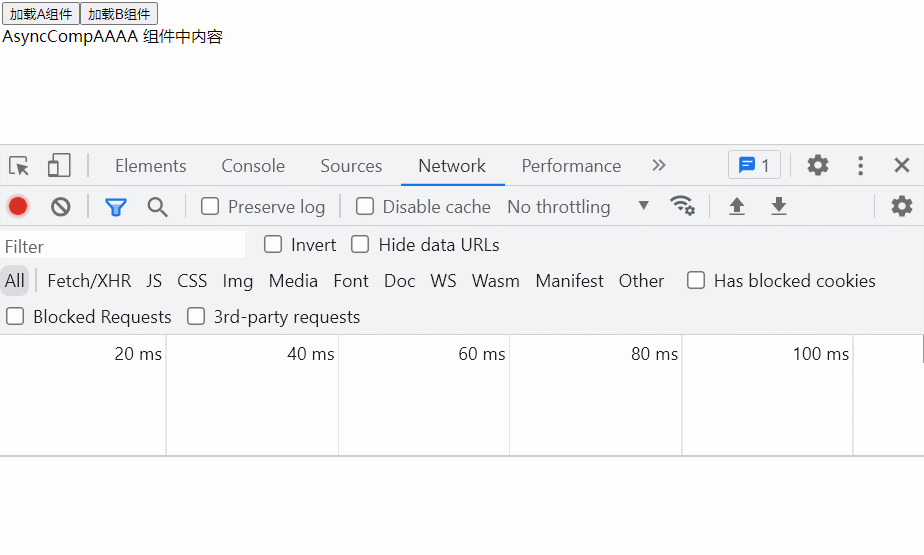 加载A组件 加载B组件
AsyncCompAAAA 组件中内容
Elements Console Sources Network Performance 1
Preserve log Disable cache No throttling
Filter Invert Hide data URLs
All Fetch/XHR JS CSS Img Media Font Doc WS Wasm Manifest Other Has blocked cookies
Blocked Requests 3rd-party requests
20 ms 40 ms 60 ms 80 ms 100 ms